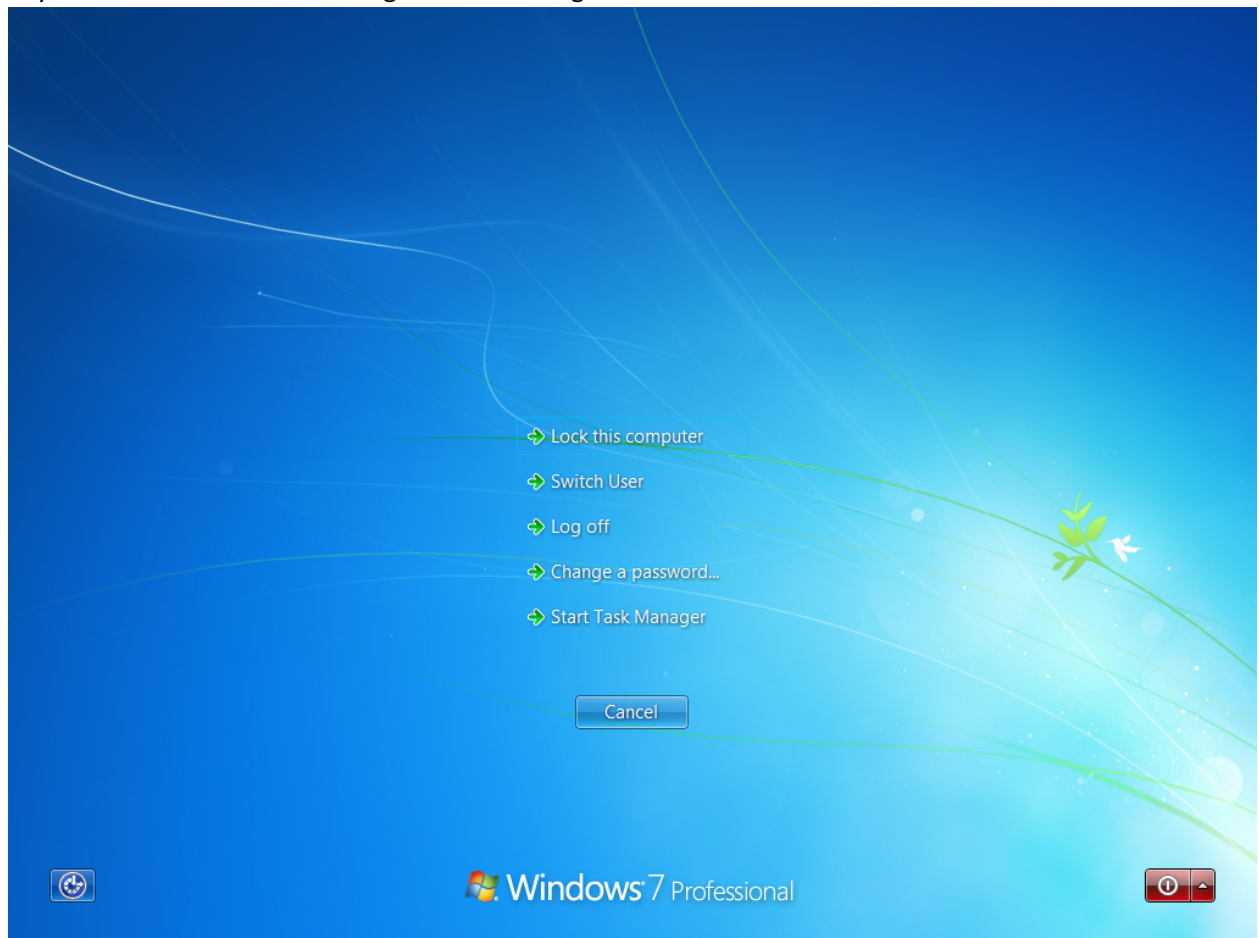 Lock this computer
Switch User
Log off
Change a password...
Start Task Manager
Cancel
Windows 7 Professional